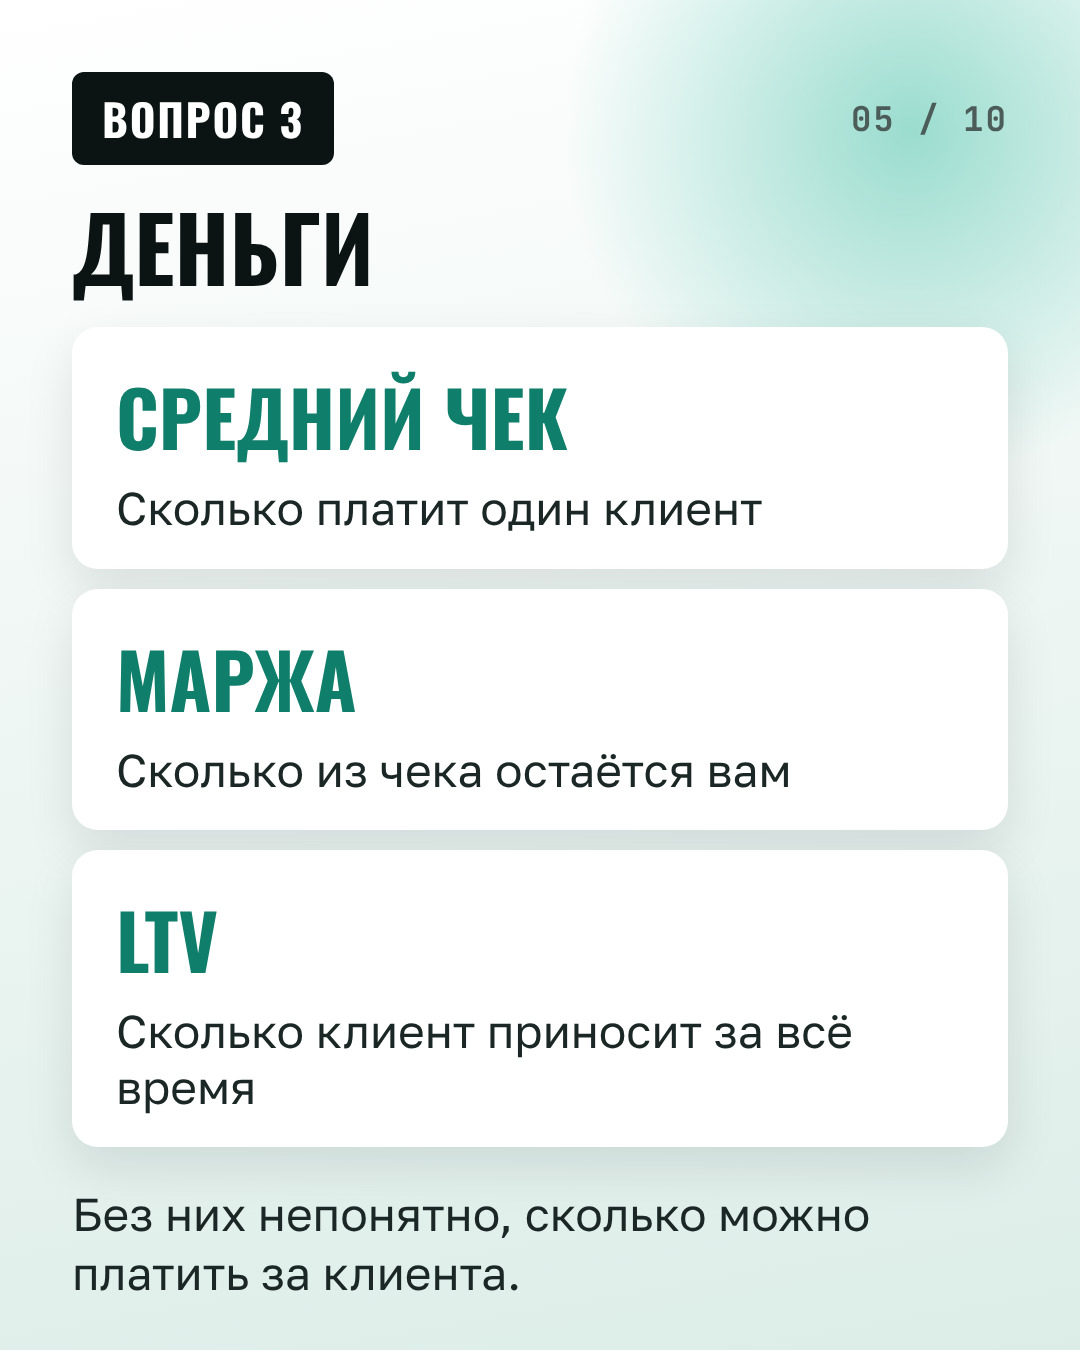 ВОПРОС 3
05 / 10
ДЕНЬГИ
СРЕДНИЙ ЧЕК
Сколько платит один клиент
МАРЖА
Сколько из чека остаётся вам
LTV
Сколько клиент приносит за всё
время
Без них непонятно, сколько можно
платить за клиента.